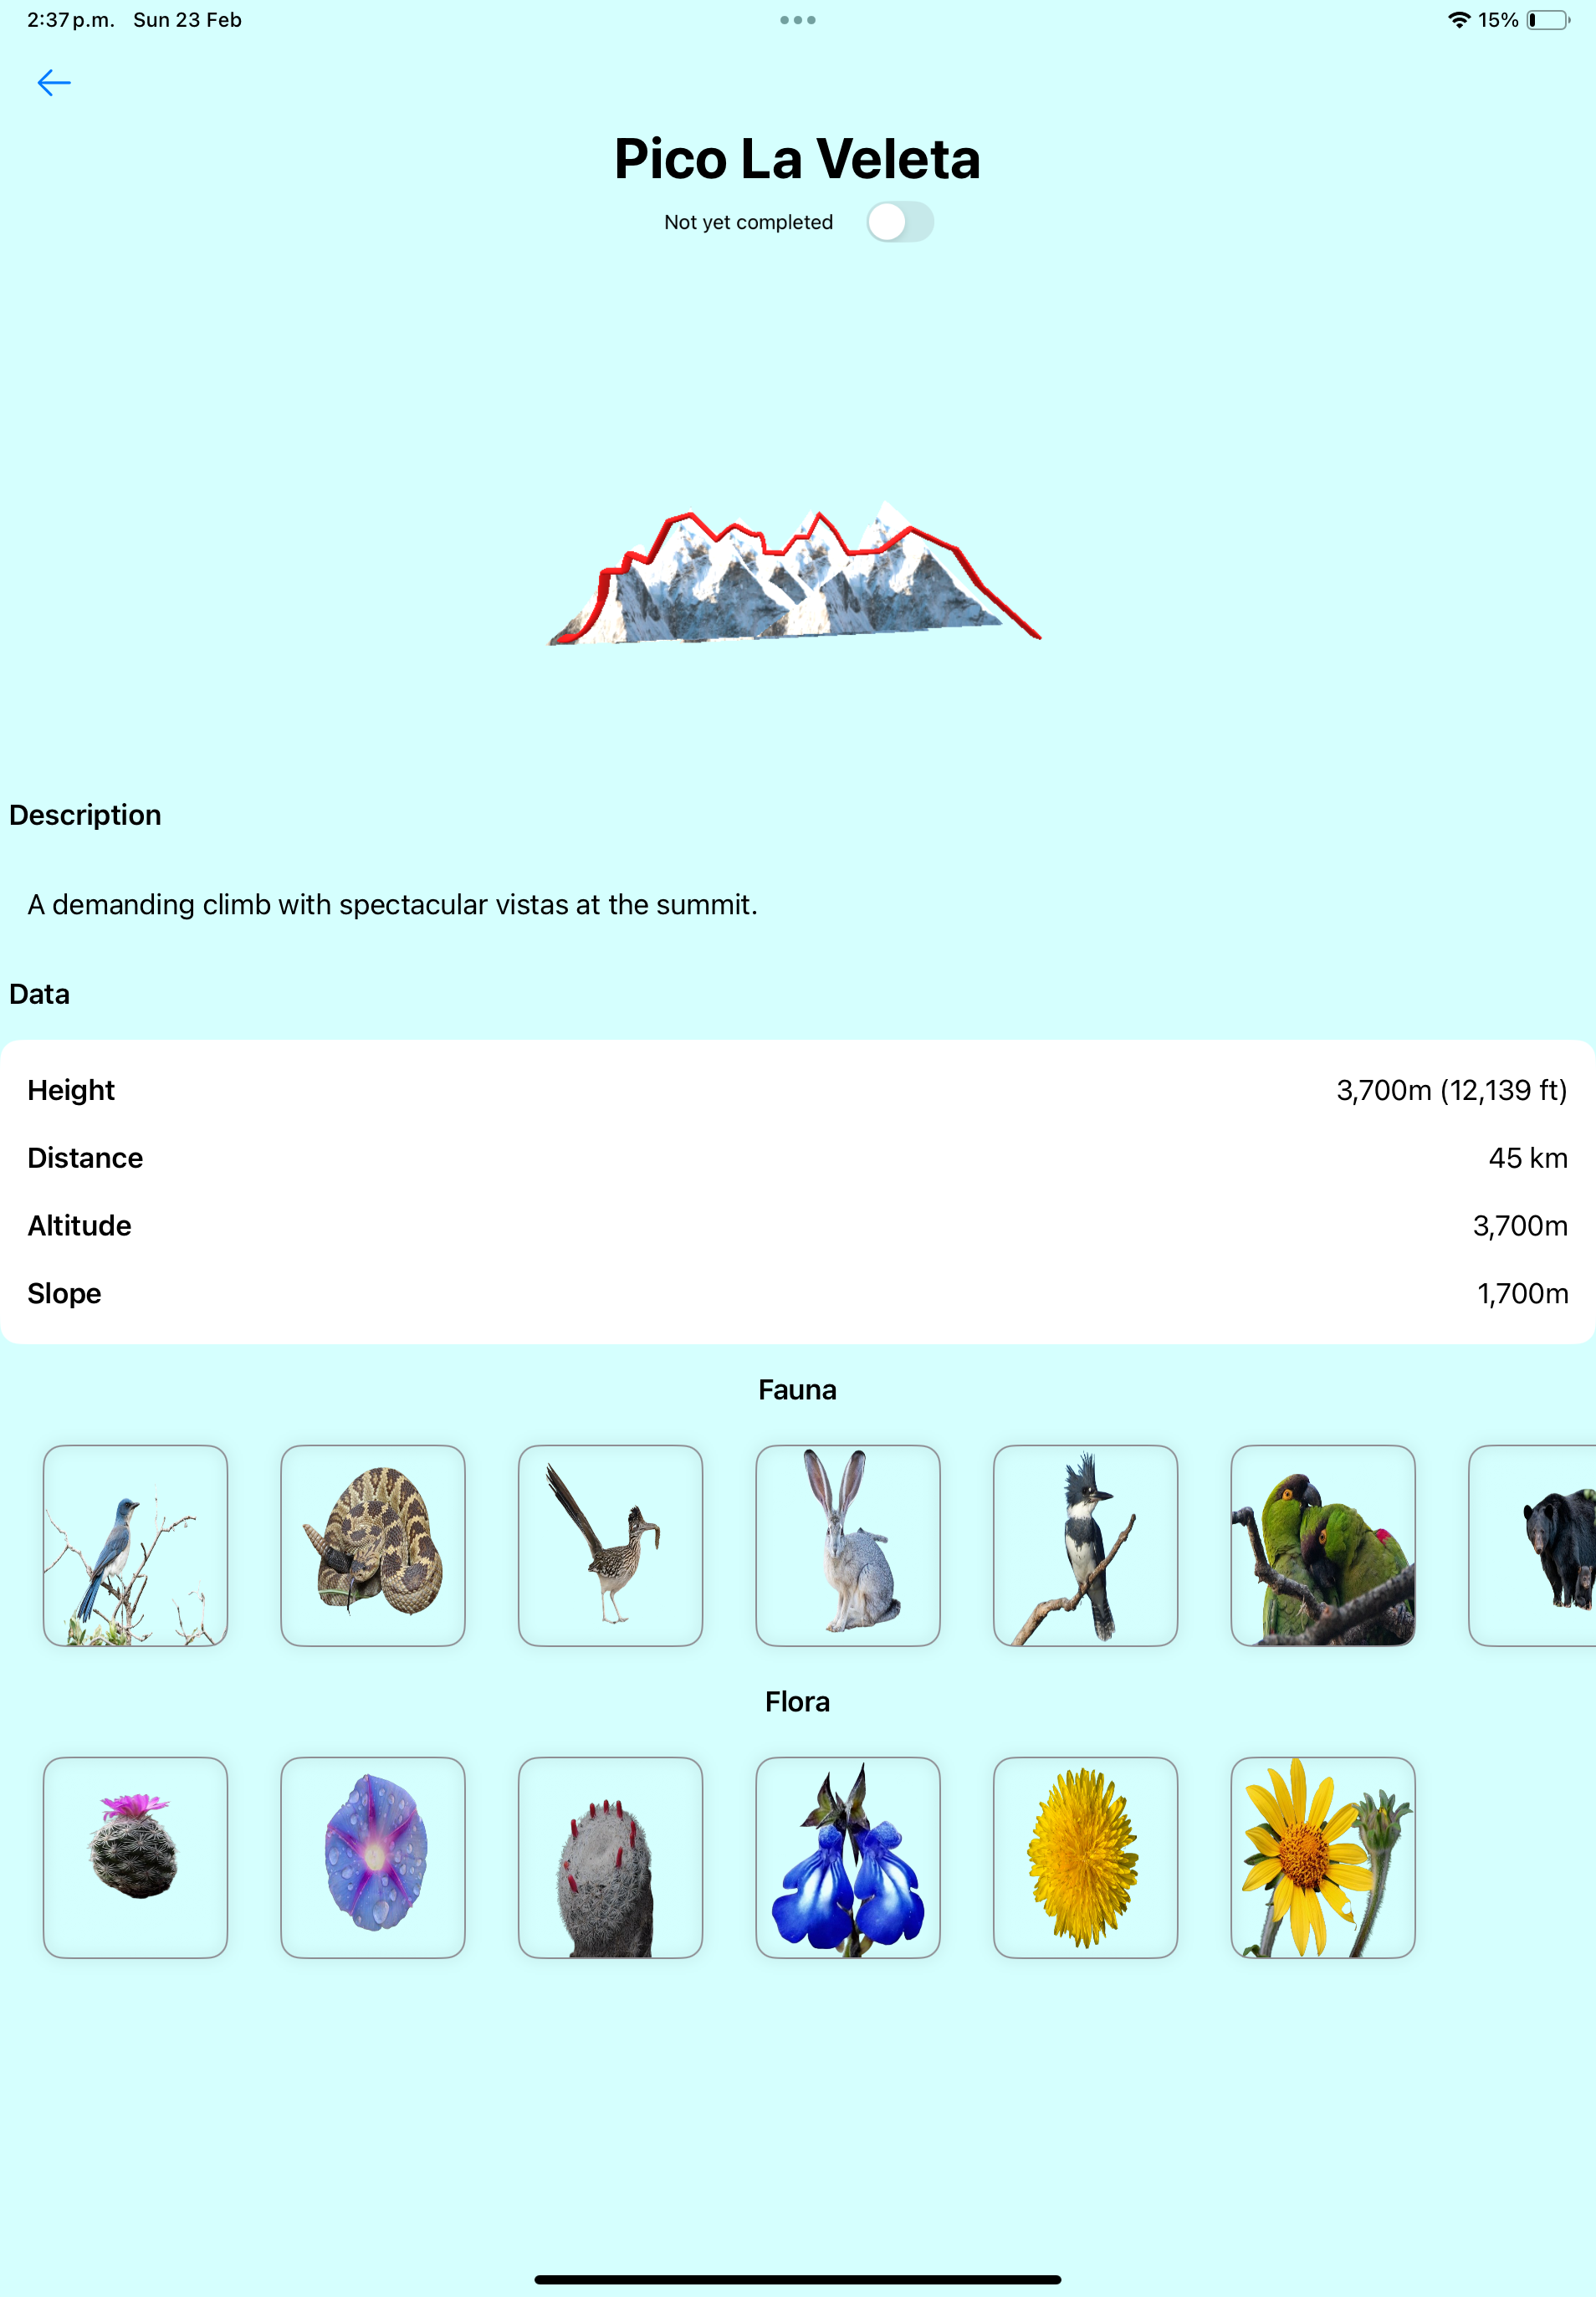 2:37 p.m. Sun 23 Feb
15%
Pico La Veleta
Not yet completed
Description
A demanding climb with spectacular vistas at the summit.
Data
Height 3,700m (12,139 ft)
Distance 45 km
Altitude 3,700m
Slope 1,700m
Fauna
Flora